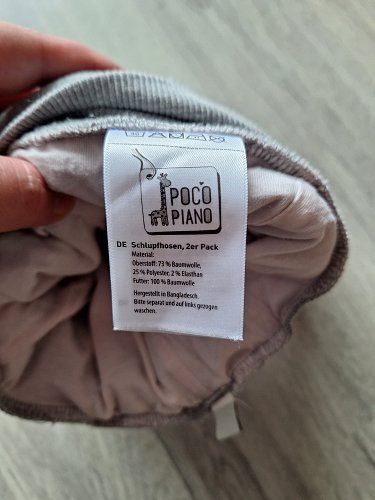 POCO
PIANO
DE Schlupfhosen, 2er Pack
Material:
Oberstoff: 73 % Baumwolle,
25 % Polyester, 2 % Elasthan
Futter: 100 % Baumwolle
Hergestellt in Bangladesch.
Bitte separat und auf links gezogen
waschen.